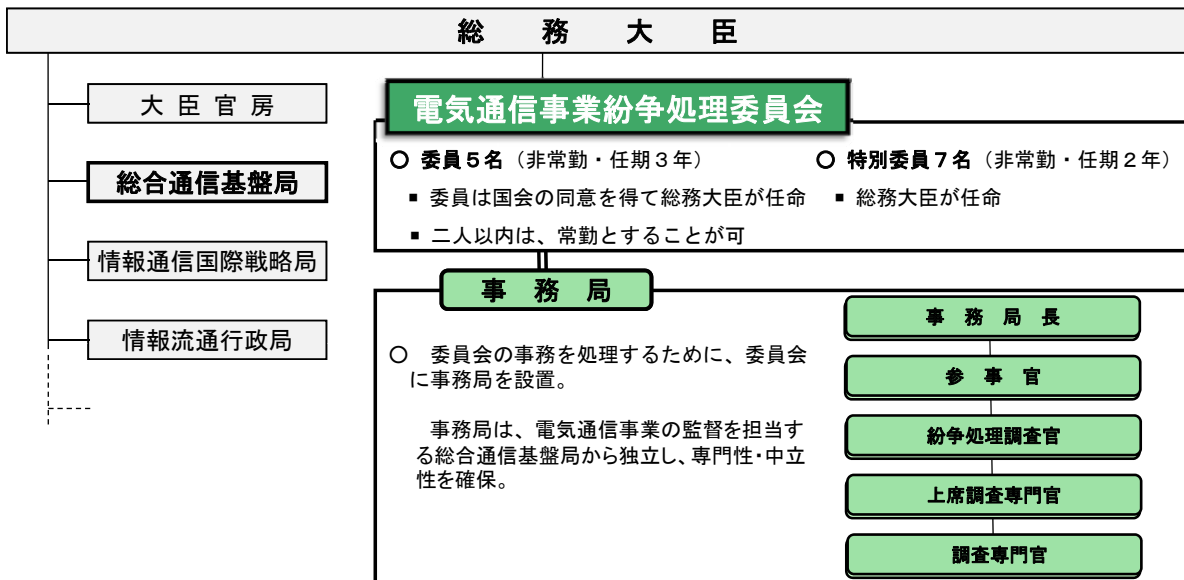 総務大臣
大臣官房
総合通信基盤局
情報通信国際戦略局
情報流通行政局
電気通信事業紛争処理委員会
○ 委員５名（非常勤・任期３年）
▪ 委員は国会の同意を得て総務大臣が任命
▪ 二人以内は、常勤とすることが可
○ 特別委員７名（非常勤・任期２年）
▪ 総務大臣が任命
事務局
○ 委員会の事務を処理するために、委員会
に事務局を設置。
事務局は、電気通信事業の監督を担当す
る総合通信基盤局から独立し、専門性・中立
性を確保。
事務局長
参事官
紛争処理調査官
上席調査専門官
調査専門官